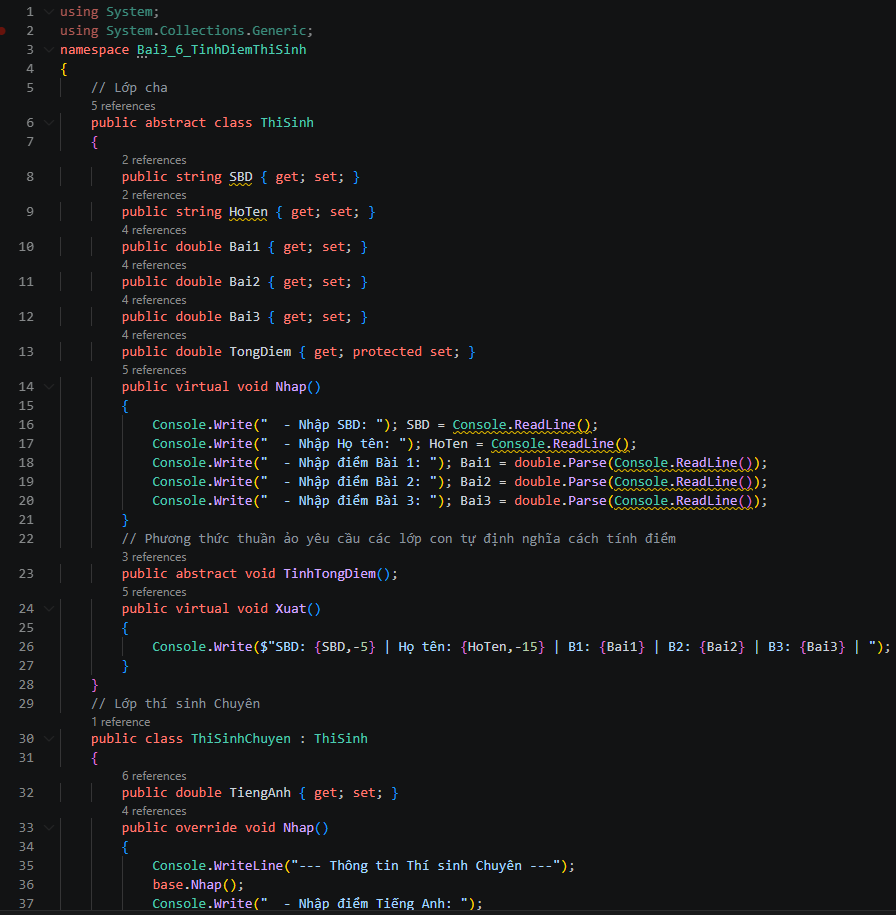 1 using System;
2 using System.Collections.Generic;
3 namespace Bai3_6_TinhDiemThiSinh
4 {
5 // Lớp cha
5 references
6 public abstract class ThiSinh
7 {
2 references
8 public string SBD { get; set; }
2 references
9 public string HoTen { get; set; }
4 references
10 public double Bai1 { get; set; }
4 references
11 public double Bai2 { get; set; }
4 references
12 public double Bai3 { get; set; }
4 references
13 public double TongDiem { get; protected set; }
5 references
14 public virtual void Nhap()
15 {
16 Console.Write("  - Nhập SBD: "); SBD = Console.ReadLine();
17 Console.Write("  - Nhập Họ tên: "); HoTen = Console.ReadLine();
18 Console.Write("  - Nhập điểm Bài 1: "); Bai1 = double.Parse(Console.ReadLine());
19 Console.Write("  - Nhập điểm Bài 2: "); Bai2 = double.Parse(Console.ReadLine());
20 Console.Write("  - Nhập điểm Bài 3: "); Bai3 = double.Parse(Console.ReadLine());
21 }
22 // Phương thức thuần ảo yêu cầu các lớp con tự định nghĩa cách tính điểm
3 references
23 public abstract void TinhTongDiem();
5 references
24 public virtual void Xuat()
25 {
26 Console.Write($"SBD: {SBD,-5} | Họ tên: {HoTen,-15} | B1: {Bai1} | B2: {Bai2} | B3: {Bai3} | ");
27 }
28 }
29 // Lớp thí sinh Chuyên
1 reference
30 public class ThiSinhChuyen : ThiSinh
31 {
6 references
32 public double TiengAnh { get; set; }
4 references
33 public override void Nhap()
34 {
35 Console.WriteLine("--- Thông tin Thí sinh Chuyên ---");
36 base.Nhap();
37 Console.Write("  - Nhập điểm Tiếng Anh: ");